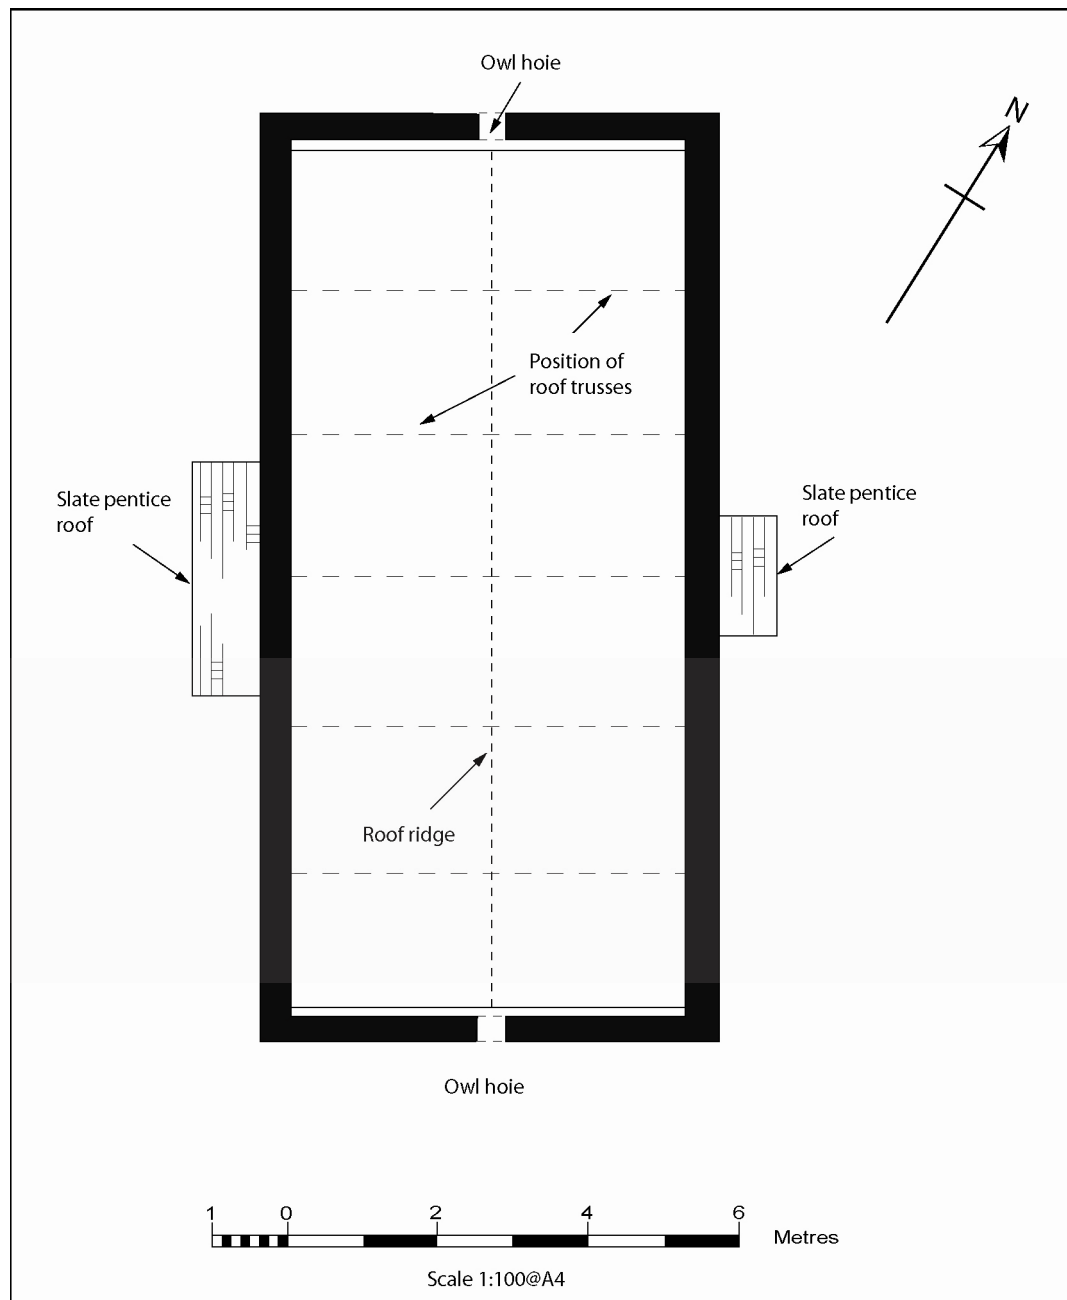 Owl hoie
N
Position of
roof trusses
Slate pentice
roof
Slate pentice
roof
Roof ridge
Owl hoie
1 0 2 4 6
Metres
Scale 1:100@A4